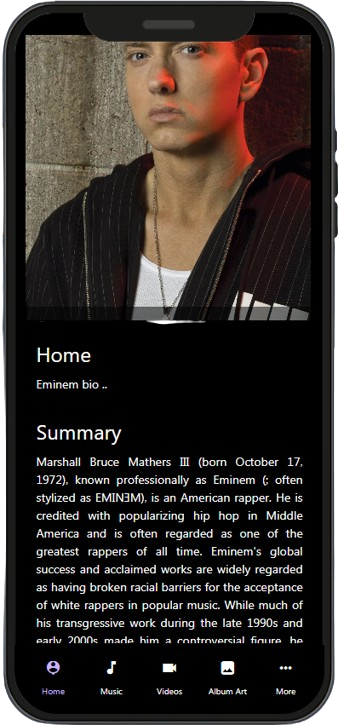 Home
Eminem bio ..
Summary
Marshall Bruce Mathers III (born October 17,
1972), known professionally as Eminem (; often
stylized as EMINƎM), is an American rapper. He is
credited with popularizing hip hop in Middle
America and is often regarded as one of the
greatest rappers of all time. Eminem's global
success and acclaimed works are widely regarded
as having broken racial barriers for the acceptance
of white rappers in popular music. While much of
his transgressive work during the late 1990s and
early 2000s made him a controversial figure, he
Home Music Videos Album Art More